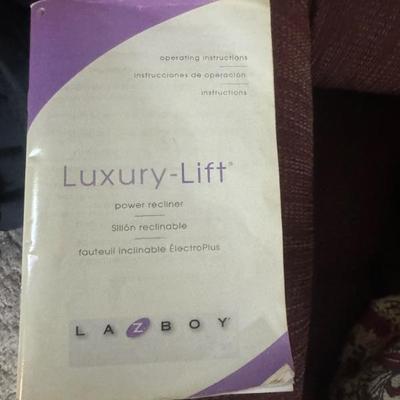 operating instructions
instrucciones de operación
instructions
Luxury-Lift®
power recliner
Sillón reclinable
fauteuil inclinable ÉlectroPlus
LA Z BOY®